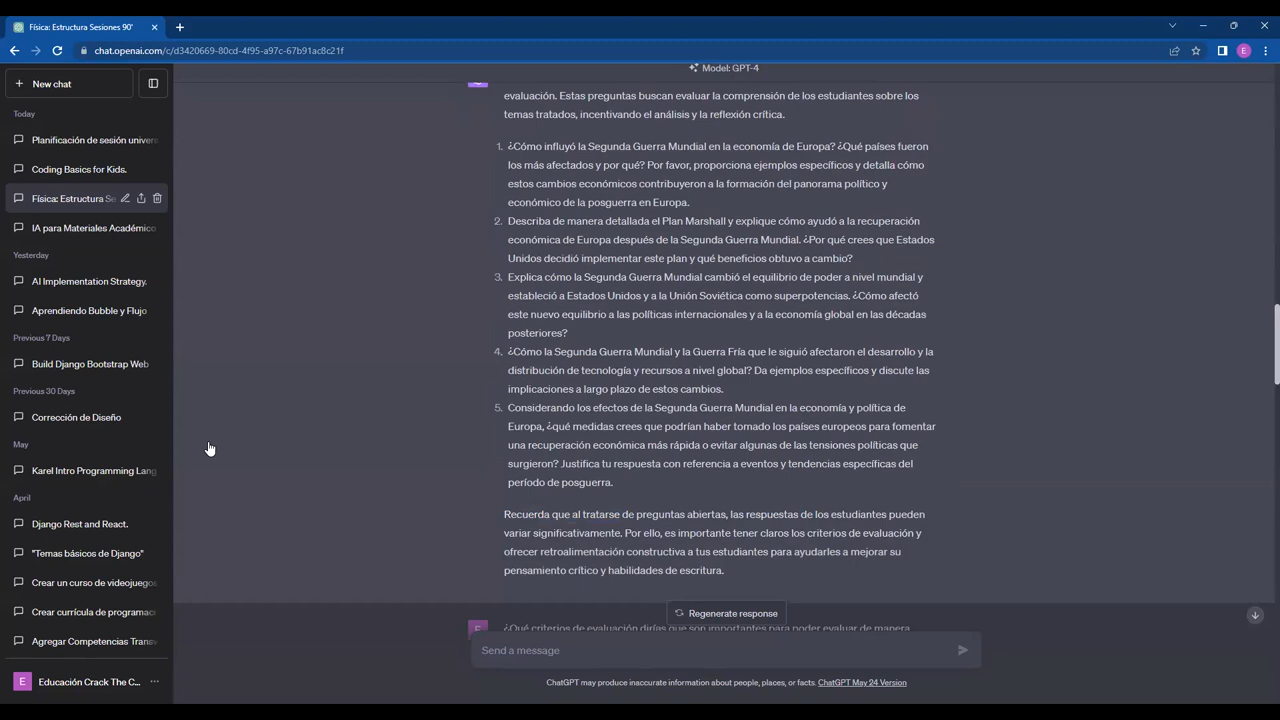 Física: Estructura Sesiones 90'
chat.openai.com/c/d3420669-80cd-4f95-a97c-67b91ac8c21f
E
New chat
Today
Planificación de sesión univers
Coding Basics for Kids.
Física: Estructura Se
IA para Materiales Académico
Yesterday
AI Implementation Strategy.
Aprendiendo Bubble y Flujo
Previous 7 Days
Build Django Bootstrap Web
Previous 30 Days
Corrección de Diseño
May
Karel Intro Programming Lang
April
Django Rest and React.
"Temas básicos de Django"
Crear un curso de videojuego
Crear currícula de programaci
Agregar Competencias Transv
E Educación Crack The C... ...
Model: GPT-4
evaluación. Estas preguntas buscan evaluar la comprensión de los estudiantes sobre los
temas tratados, incentivando el análisis y la reflexión crítica.
1. ¿Cómo influyó la Segunda Guerra Mundial en la economía de Europa? ¿Qué países fueron
los más afectados y por qué? Por favor, proporciona ejemplos específicos y detalla cómo
estos cambios económicos contribuyeron a la formación del panorama político y
económico de la posguerra en Europa.
2. Describa de manera detallada el Plan Marshall y explique cómo ayudó a la recuperación
económica de Europa después de la Segunda Guerra Mundial. ¿Por qué crees que Estados
Unidos decidió implementar este plan y qué beneficios obtuvo a cambio?
3. Explica cómo la Segunda Guerra Mundial cambió el equilibrio de poder a nivel mundial y
estableció a Estados Unidos y a la Unión Soviética como superpotencias. ¿Cómo afectó
este nuevo equilibrio a las políticas internacionales y a la economía global en las décadas
posteriores?
4. ¿Cómo la Segunda Guerra Mundial y la Guerra Fría que le siguió afectaron el desarrollo y la
distribución de tecnología y recursos a nivel global? Da ejemplos específicos y discute las
implicaciones a largo plazo de estos cambios.
5. Considerando los efectos de la Segunda Guerra Mundial en la economía y política de
Europa, ¿qué medidas crees que podrían haber tomado los países europeos para fomentar
una recuperación económica más rápida o evitar algunas de las tensiones políticas que
surgieron? Justifica tu respuesta con referencia a eventos y tendencias específicas del
período de posguerra.
Recuerda que al tratarse de preguntas abiertas, las respuestas de los estudiantes pueden
variar significativamente. Por ello, es importante tener claros los criterios de evaluación y
ofrecer retroalimentación constructiva a tus estudiantes para ayudarles a mejorar su
pensamiento crítico y habilidades de escritura.
Regenerate response
E ¿Qué criterios de evaluación dirías que son importantes para poder evaluar de manera
Send a message
ChatGPT may produce inaccurate information about people, places, or facts. ChatGPT May 24 Version